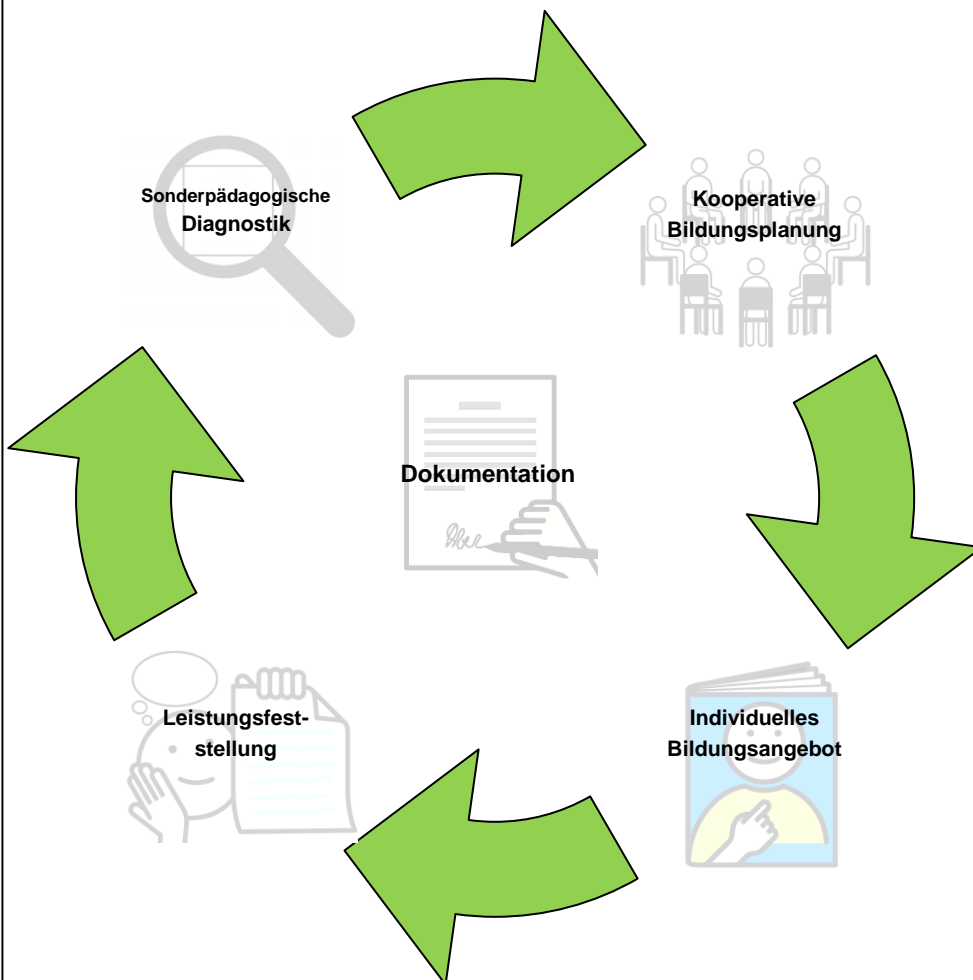 Sonderpädagogische
Diagnostik
Kooperative
Bildungsplanung
Dokumentation
Leistungsfest-
stellung
Individuelles
Bildungsangebot